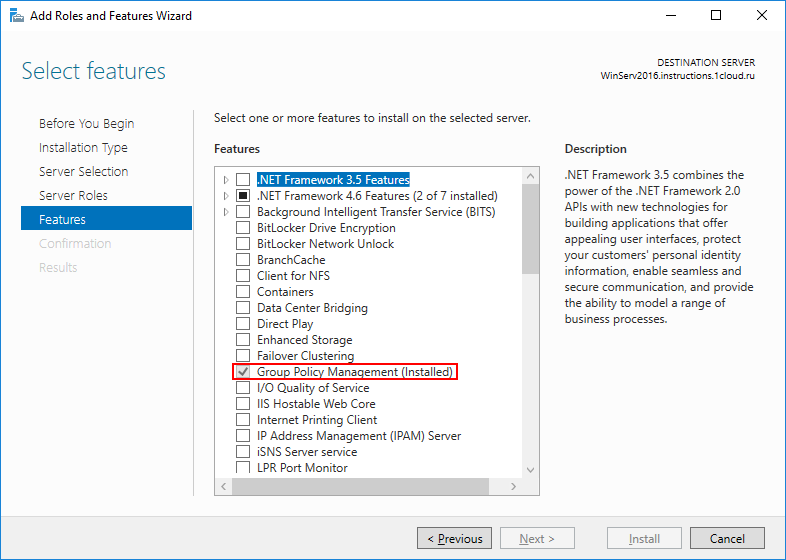 Add Roles and Features Wizard
Select features
DESTINATION SERVER
WinServ2016.instructions.1cloud.ru
Before You Begin
Installation Type
Server Selection
Server Roles
Features
Confirmation
Results
Select one or more features to install on the selected server.
Features
.NET Framework 3.5 Features
.NET Framework 4.6 Features (2 of 7 installed)
Background Intelligent Transfer Service (BITS)
BitLocker Drive Encryption
BitLocker Network Unlock
BranchCache
Client for NFS
Containers
Data Center Bridging
Direct Play
Enhanced Storage
Failover Clustering
Group Policy Management (Installed)
I/O Quality of Service
IIS Hostable Web Core
Internet Printing Client
IP Address Management (IPAM) Server
iSNS Server service
LPR Port Monitor
Description
.NET Framework 3.5 combines the
power of the .NET Framework 2.0
APIs with new technologies for
building applications that offer
appealing user interfaces, protect
your customers' personal identity
information, enable seamless and
secure communication, and provide
the ability to model a range of
business processes.
< Previous
Next >
Install
Cancel